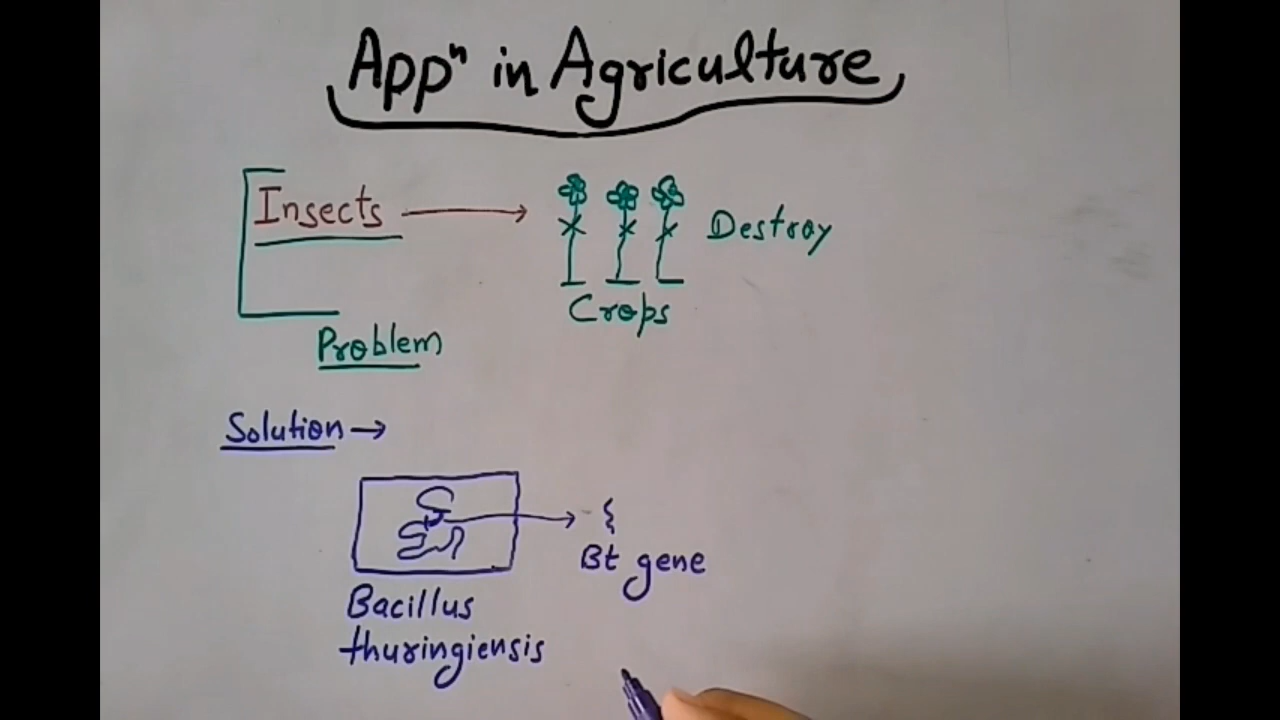 Appⁿ in Agriculture
Insects
Destroy
Crops
Problem
Solution →
Bt gene
Bacillus
thuringiensis